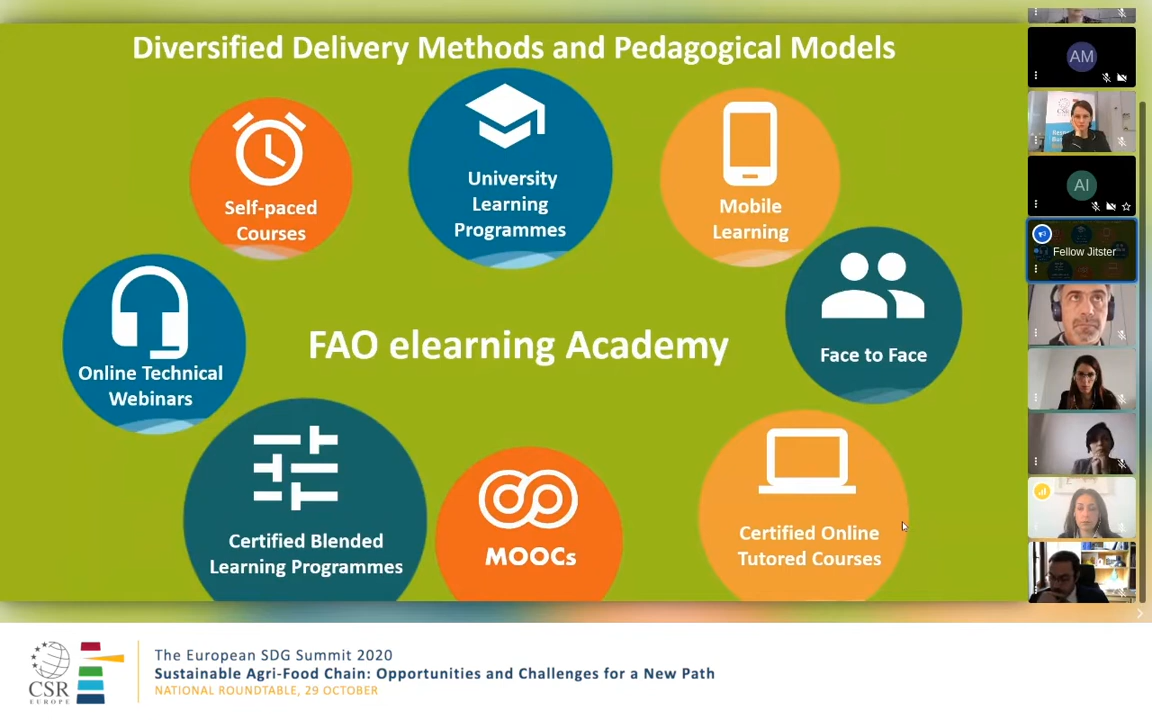 Diversified Delivery Methods and Pedagogical Models
Self-paced
Courses
University
Learning
Programmes
Mobile
Learning
Online Technical
Webinars
FAO elearning Academy
Face to Face
Certified Blended
Learning Programmes
MOOCs
Certified Online
Tutored Courses
AM
CSR
AI
Fellow Jitster
CSR
EUROPE
The European SDG Summit 2020
Sustainable Agri-Food Chain: Opportunities and Challenges for a New Path
NATIONAL ROUNDTABLE, 29 OCTOBER